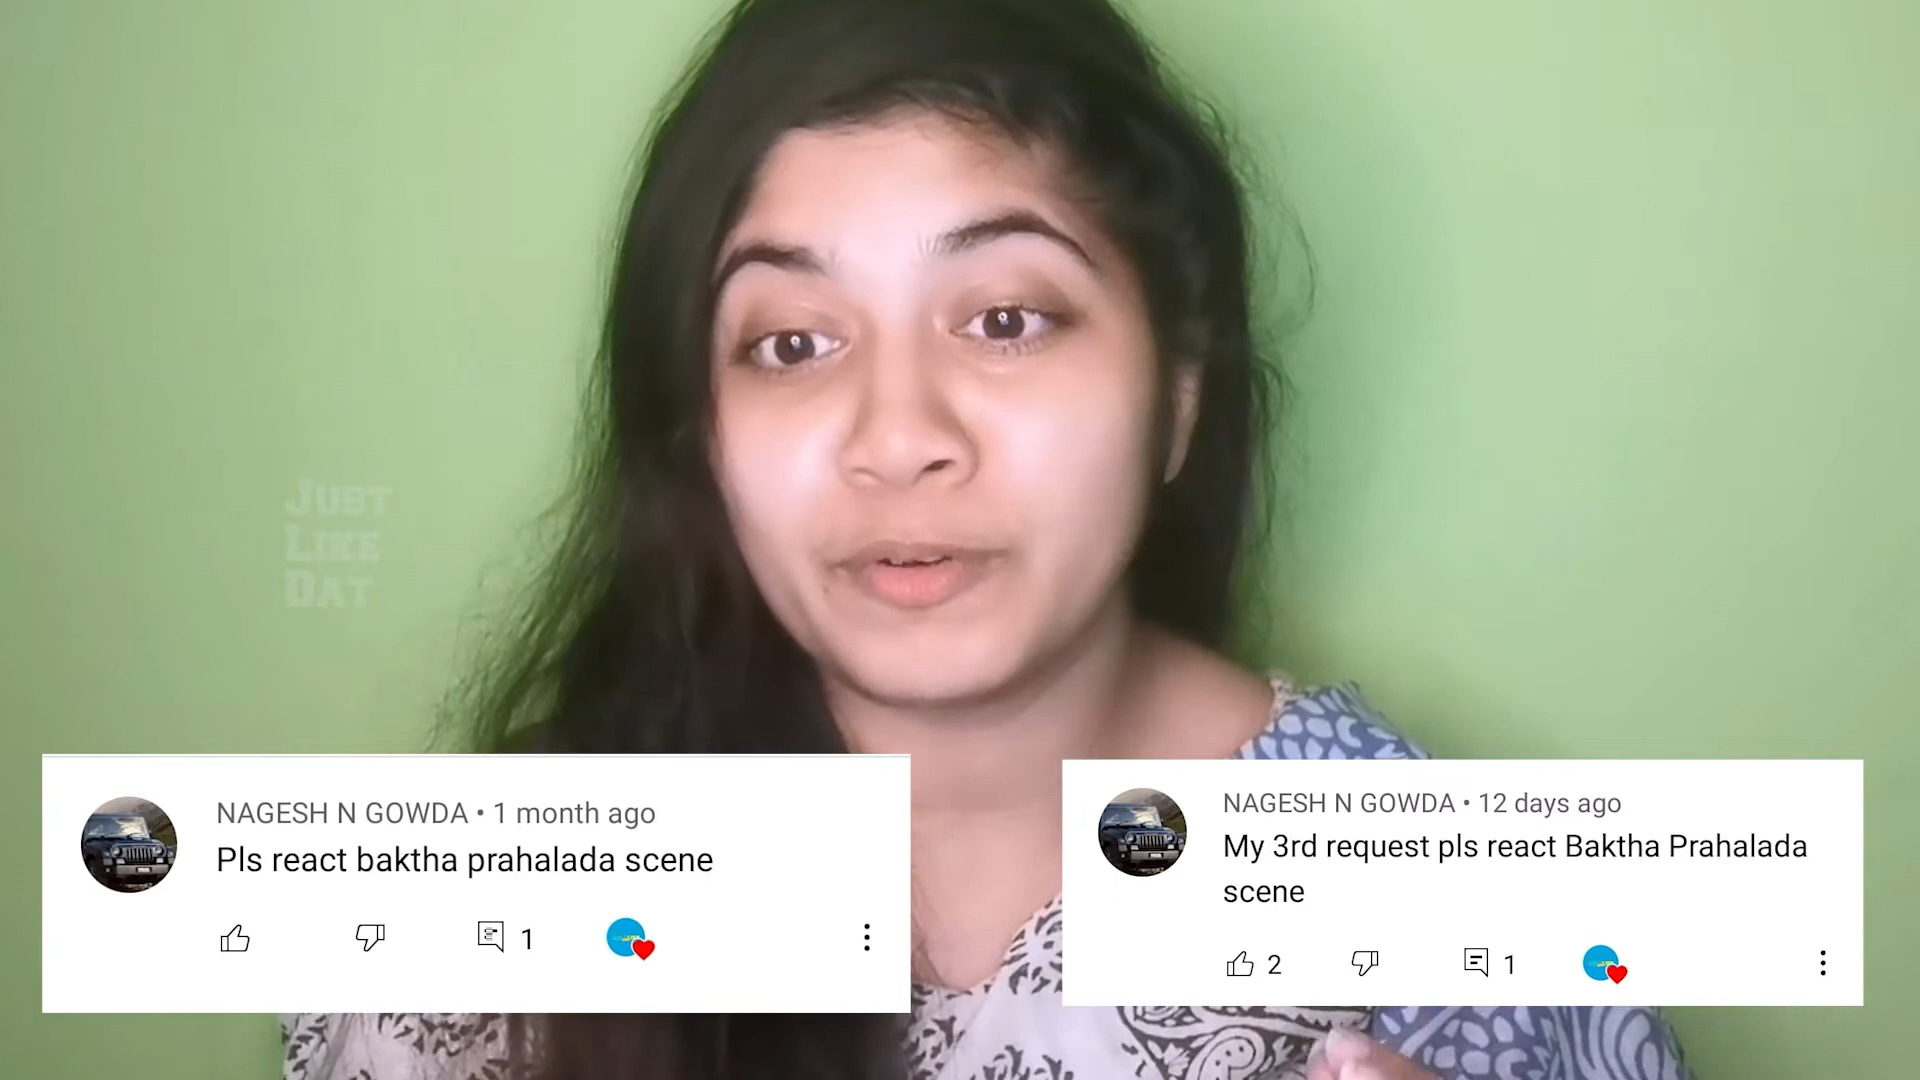 JUST
LIKE
DAT
NAGESH N GOWDA • 1 month ago
Pls react baktha prahalada scene
1
NAGESH N GOWDA • 12 days ago
My 3rd request pls react Baktha Prahalada
scene
2 1